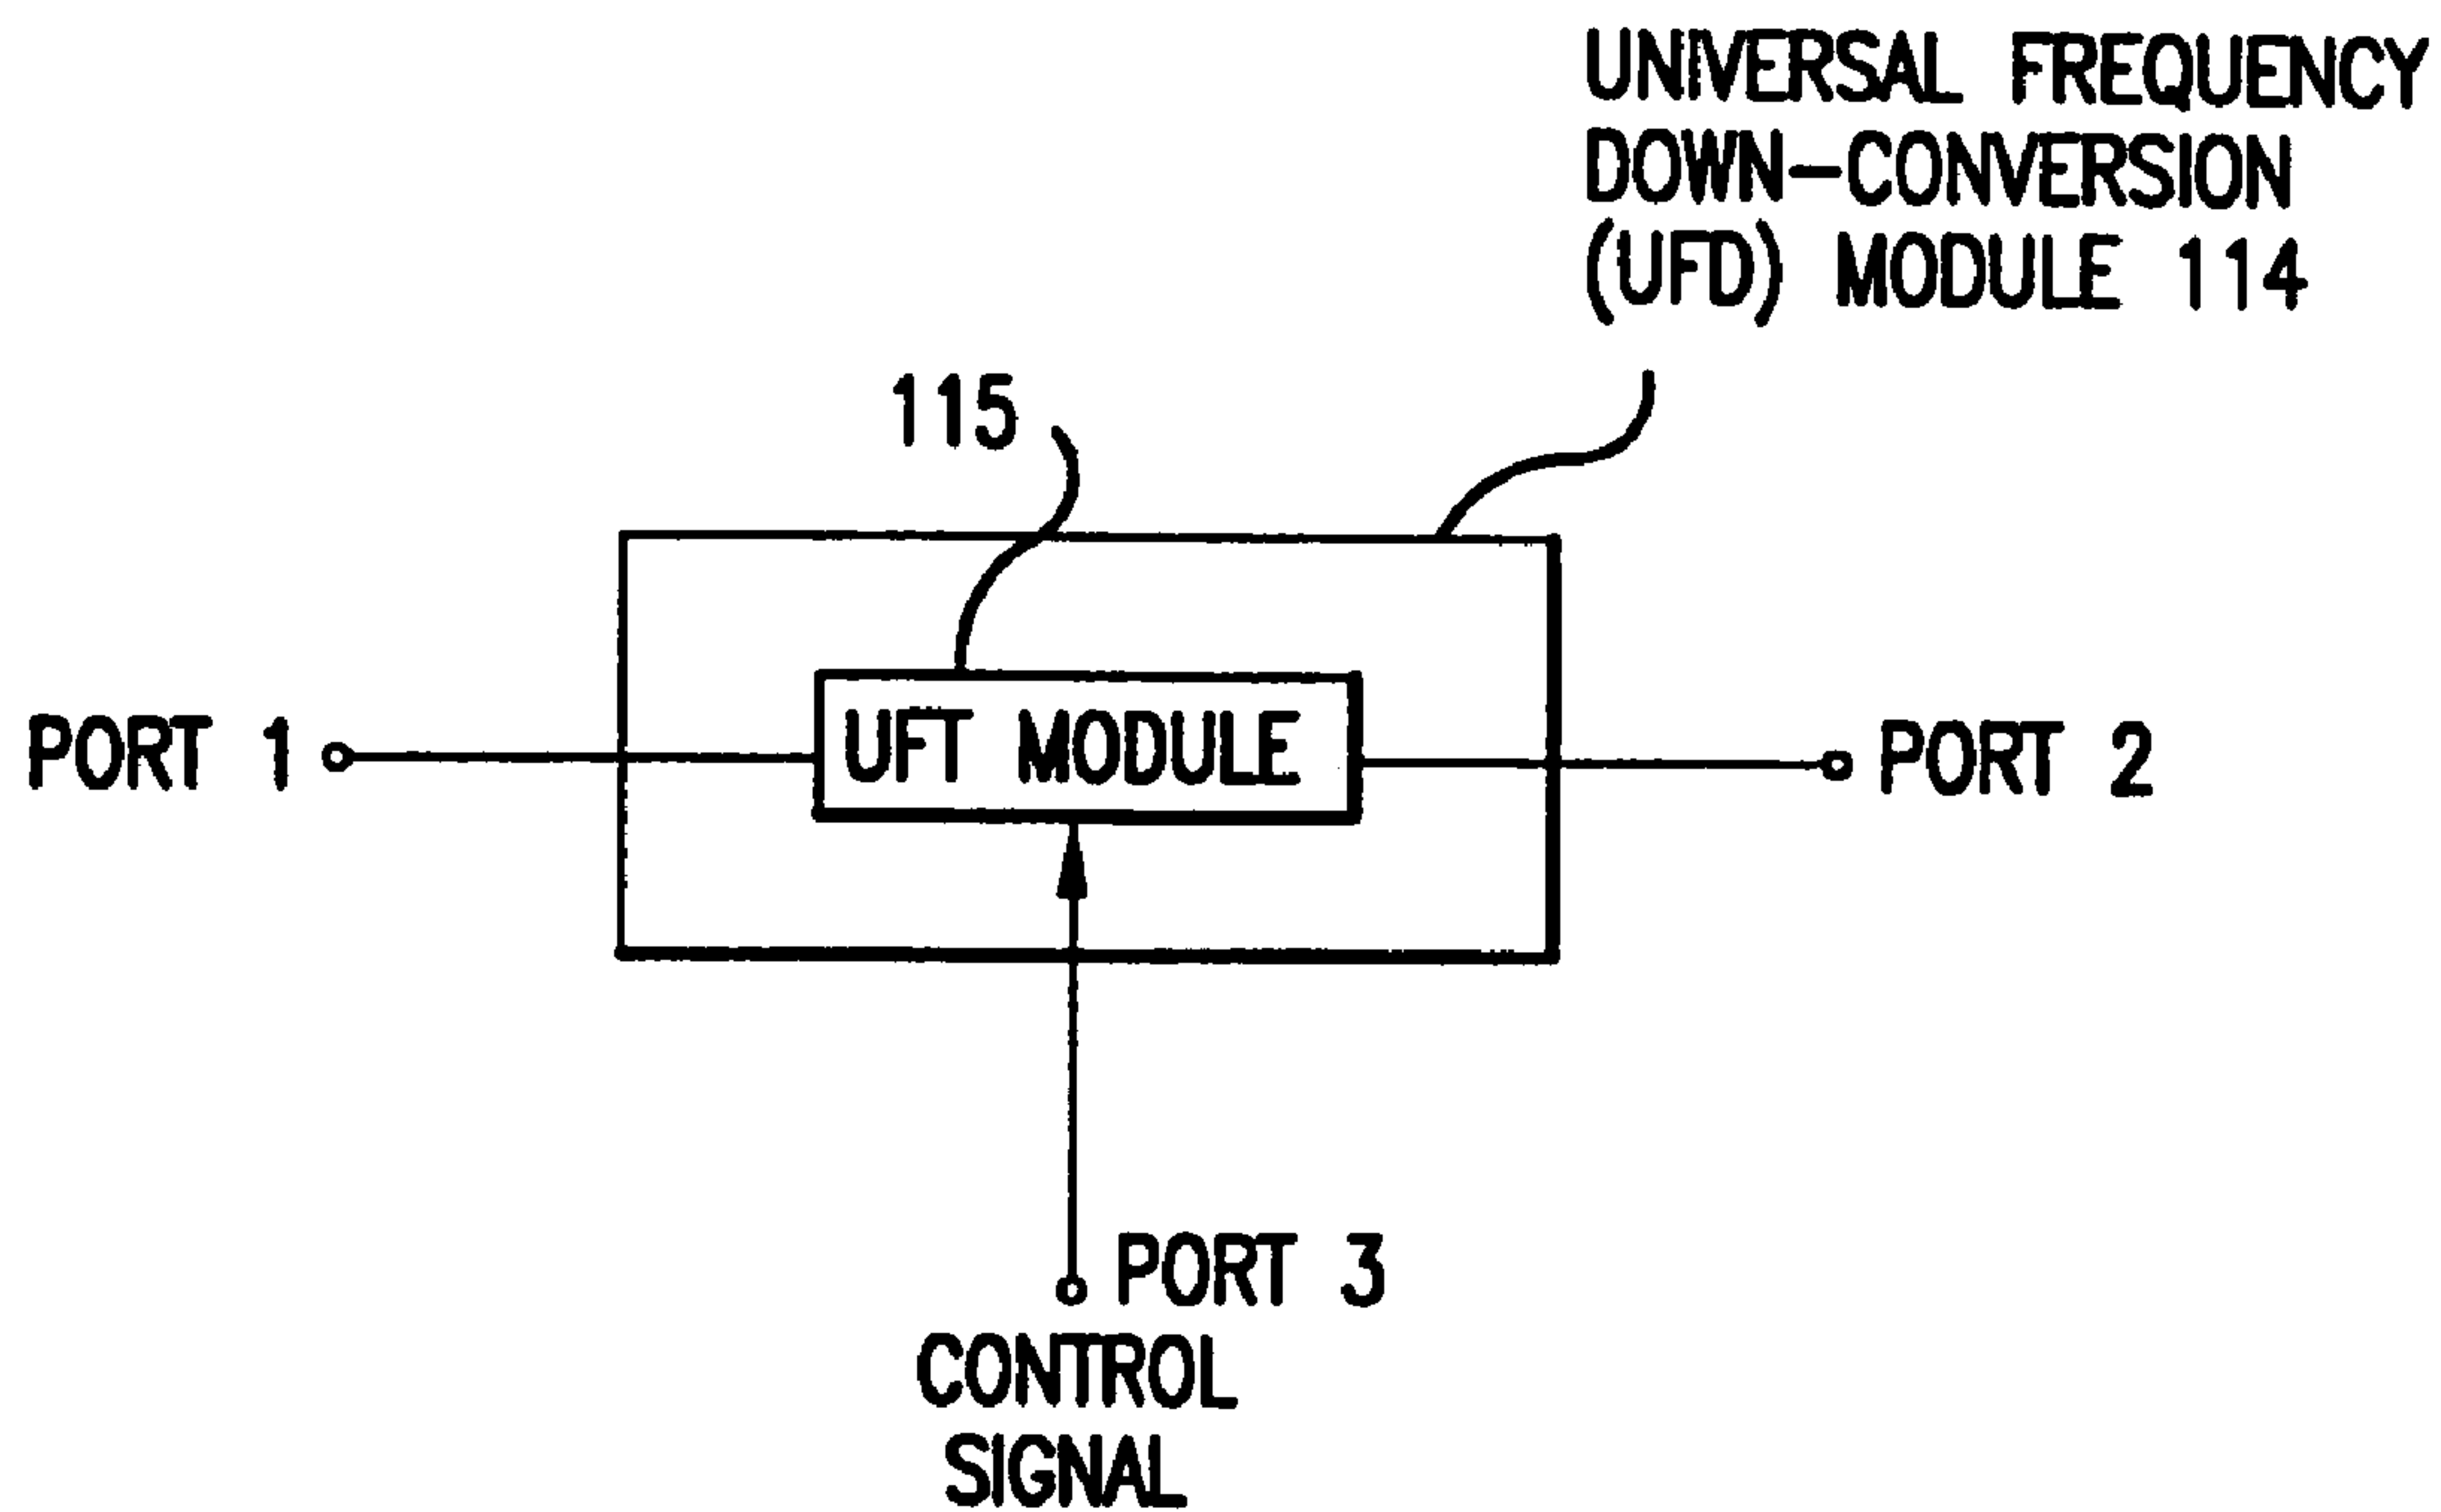 UNIVERSAL FREQUENCY
DOWN-CONVERSION
(UFD) MODULE 114
115
PORT 1
UFT MODULE
PORT 2
PORT 3
CONTROL
SIGNAL